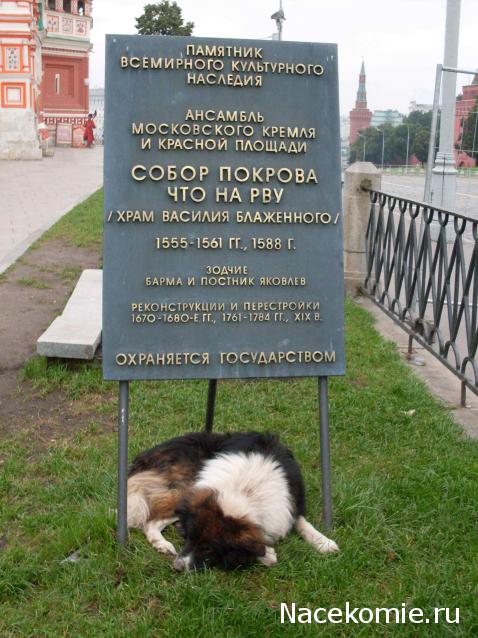 ПАМЯТНИК
ВСЕМИРНОГО КУЛЬТУРНОГО
НАСЛЕДИЯ
АНСАМБЛЬ
МОСКОВСКОГО КРЕМЛЯ
И КРАСНОЙ ПЛОЩАДИ
СОБОР ПОКРОВА
ЧТО НА РВУ
/ХРАМ ВАСИЛИЯ БЛАЖЕННОГО/
1555-1561 ГГ., 1588 Г.
ЗОДЧИЕ
БАРМА И ПОСТНИК ЯКОВЛЕВ
РЕКОНСТРУКЦИИ И ПЕРЕСТРОЙКИ
1670-1680-Е ГГ., 1761-1784 ГГ., XIX В.
ОХРАНЯЕТСЯ ГОСУДАРСТВОМ
Nacekomie.ru